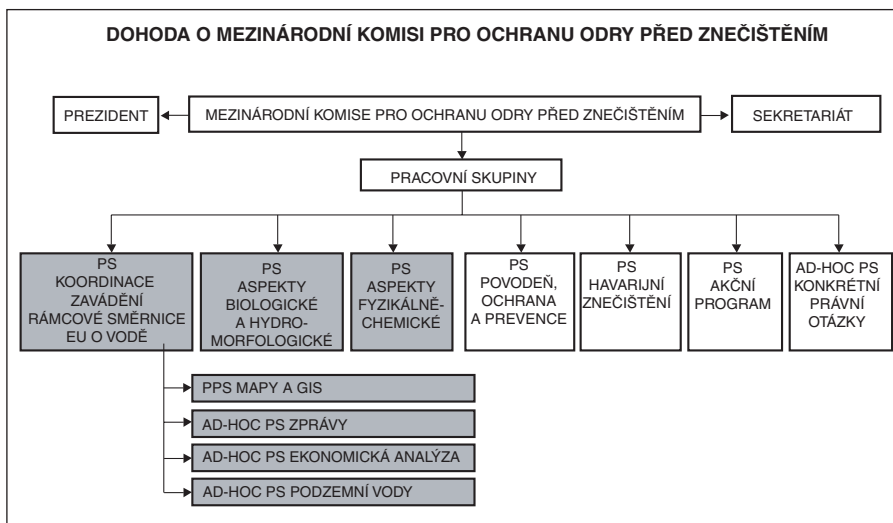 DOHODA O MEZINÁRODNÍ KOMISI PRO OCHRANU ODRY PŘED ZNEČIŠTĚNÍM
PREZIDENT
MEZINÁRODNÍ KOMISE PRO OCHRANU ODRY PŘED ZNEČIŠTĚNÍM
SEKRETARIÁT
PRACOVNÍ SKUPINY
PS
KOORDINACE
ZAVÁDĚNÍ
RÁMCOVÉ SMĚRNICE
EU O VODĚ
PS
ASPEKTY
BIOLOGICKÉ
A HYDRO-
MORFOLOGICKÉ
PS
ASPEKTY
FYZIKÁLNĚ-
CHEMICKÉ
PS
POVODEŇ,
OCHRANA
A PREVENCE
PS
HAVARIJNÍ
ZNEČIŠTĚNÍ
PS
AKČNÍ
PROGRAM
AD-HOC PS
KONKRÉTNÍ
PRÁVNÍ
OTÁZKY
PPS MAPY A GIS
AD-HOC PS ZPRÁVY
AD-HOC PS EKONOMICKÁ ANALÝZA
AD-HOC PS PODZEMNÍ VODY